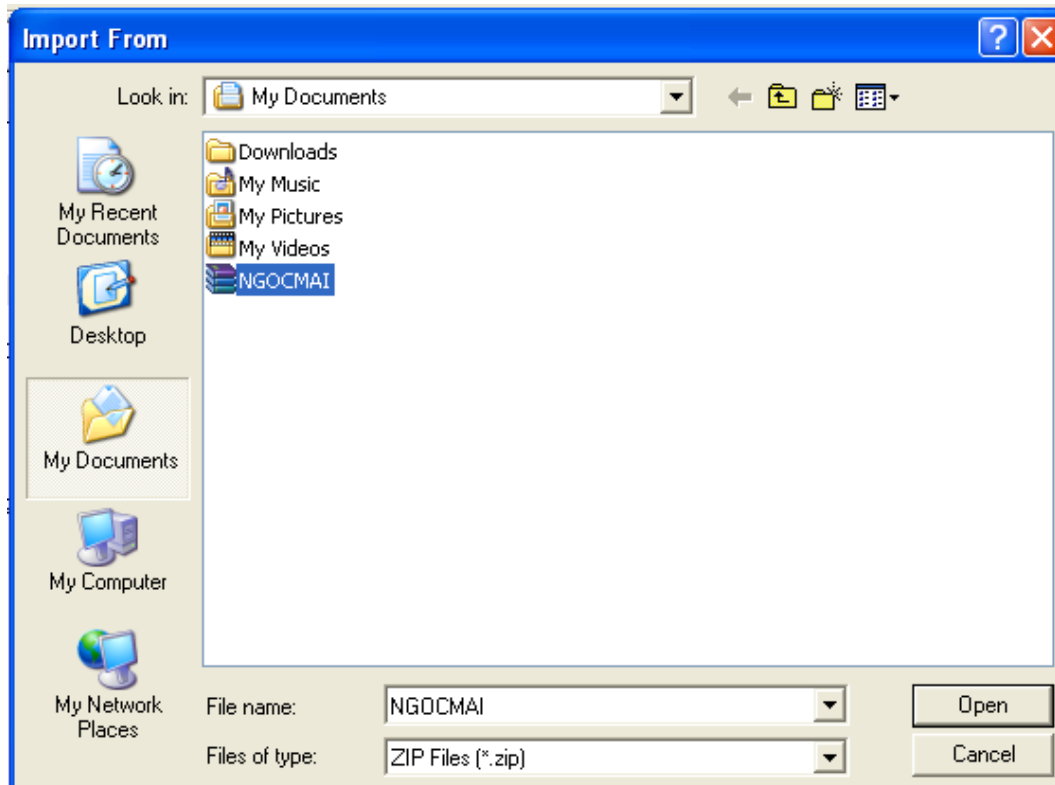 Import From
Look in:
My Documents
Downloads
My Music
My Pictures
My Videos
NGOCMAI
My Recent
Documents
Desktop
My Documents
My Computer
My Network
Places
File name:
NGOCMAI
Open
Files of type:
ZIP Files (*.zip)
Cancel